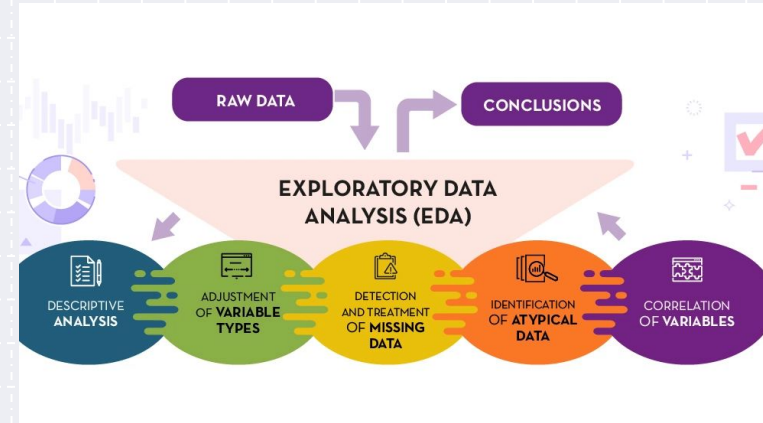 RAW DATA
CONCLUSIONS
EXPLORATORY DATA
ANALYSIS (EDA)
DESCRIPTIVE
ANALYSIS
ADJUSTMENT
OF VARIABLE
TYPES
DETECTION
AND TREATMENT
OF MISSING
DATA
IDENTIFICATION
OF ATYPICAL
DATA
CORRELATION
OF VARIABLES